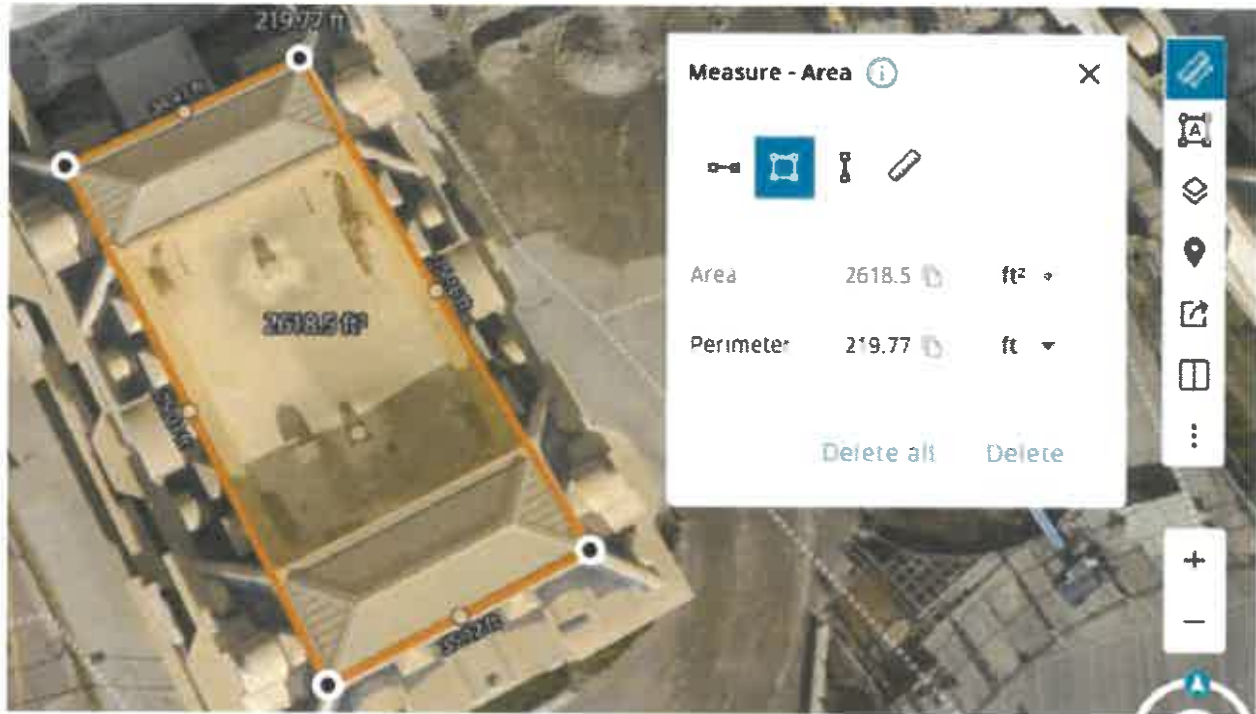 219.77 ft
Measure - Area
2618.5 ft²
Area 2618.5 ft²
Perimeter 219.77 ft
Delete all Delete